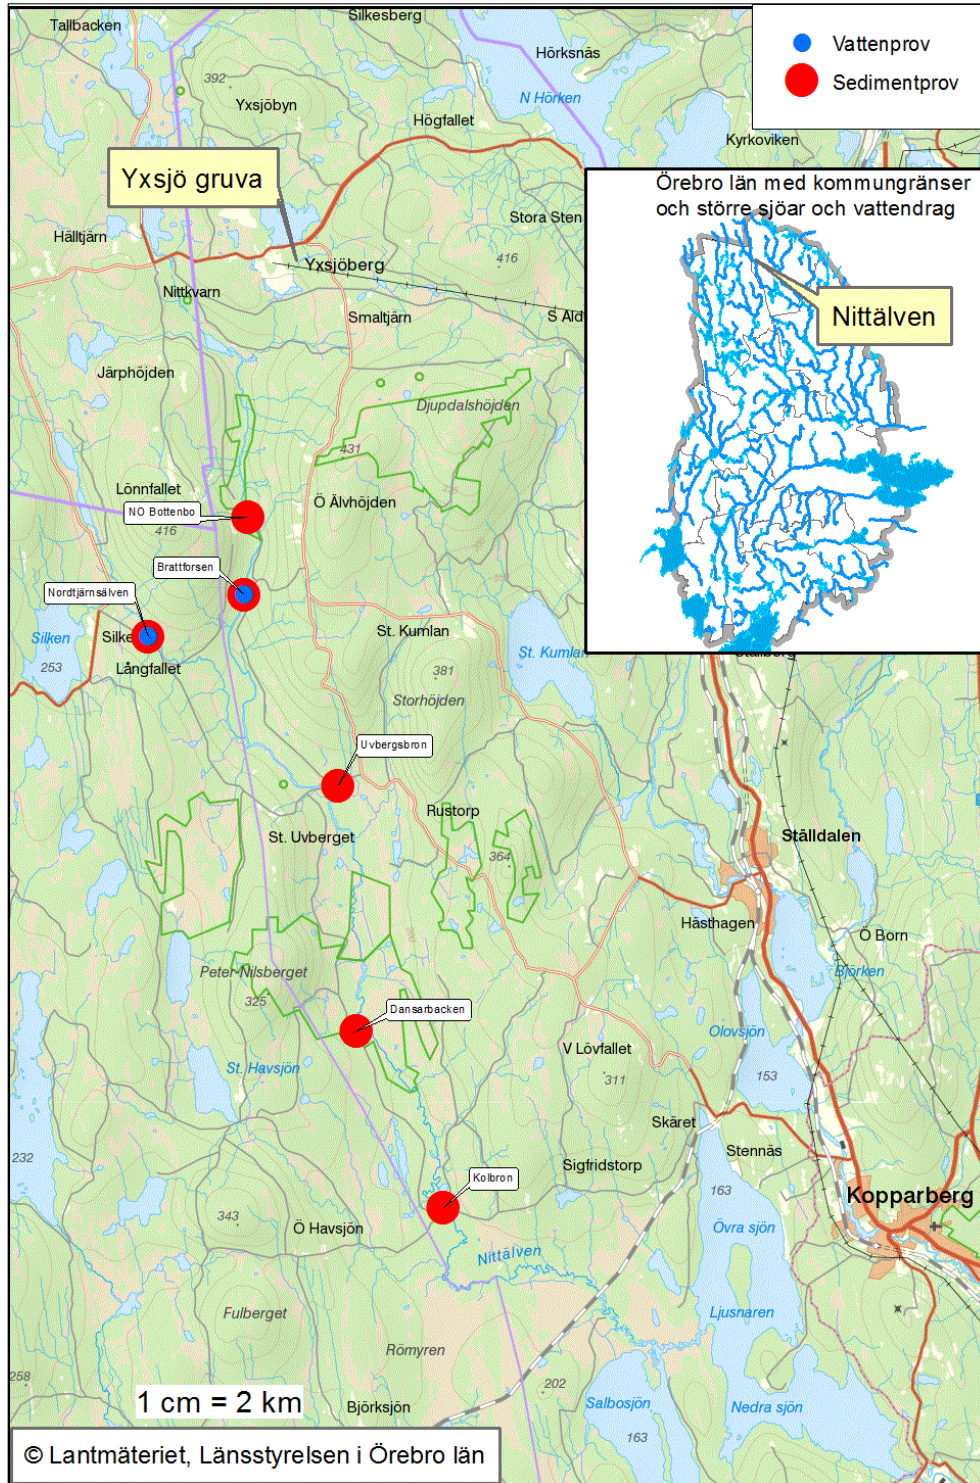 Tallbacken
Silkesberg
Hörksnäs
392
N Hörken
Yxsjöbyn
Högfallet
Kyrkoviken
Vattenprov
Sedimentprov
Yxsjö gruva
Örebro län med kommungränser
och större sjöar och vattendrag
Nittälven
Stora Sten
Hälltjärn
Yxsjöberg
416
Nittkvarn
Smaltjärn
S Äld
Järphöjden
Djupdalshöjden
431
Lönnfallet
Ö Älvhöjden
NO Bottenbo
416
Brattforsen
Nordtjärnsälven
Silken
Silke
253
Långfallet
St. Kumlan
St. Kumlan
381
Storhöjden
Uvbergsbron
Rustorp
St. Uvberget
364
Ställdalen
Hästhagen
Ö Born
Björken
Peter-Nilsberget
325
Dansarbacken
St. Havsjön
V Lövfallet
311
Olovsjön
153
Skäret
Stennäs
232
Sigfridstorp
Kolbron
163
Kopparberg
343
Ö Havsjön
Övra sjön
Nittälven
Fulberget
Ljusnaren
Römyren
258
202
1 cm = 2 km
Björksjön
Salbosjön
Nedra sjön
163
© Lantmäteriet, Länsstyrelsen i Örebro län